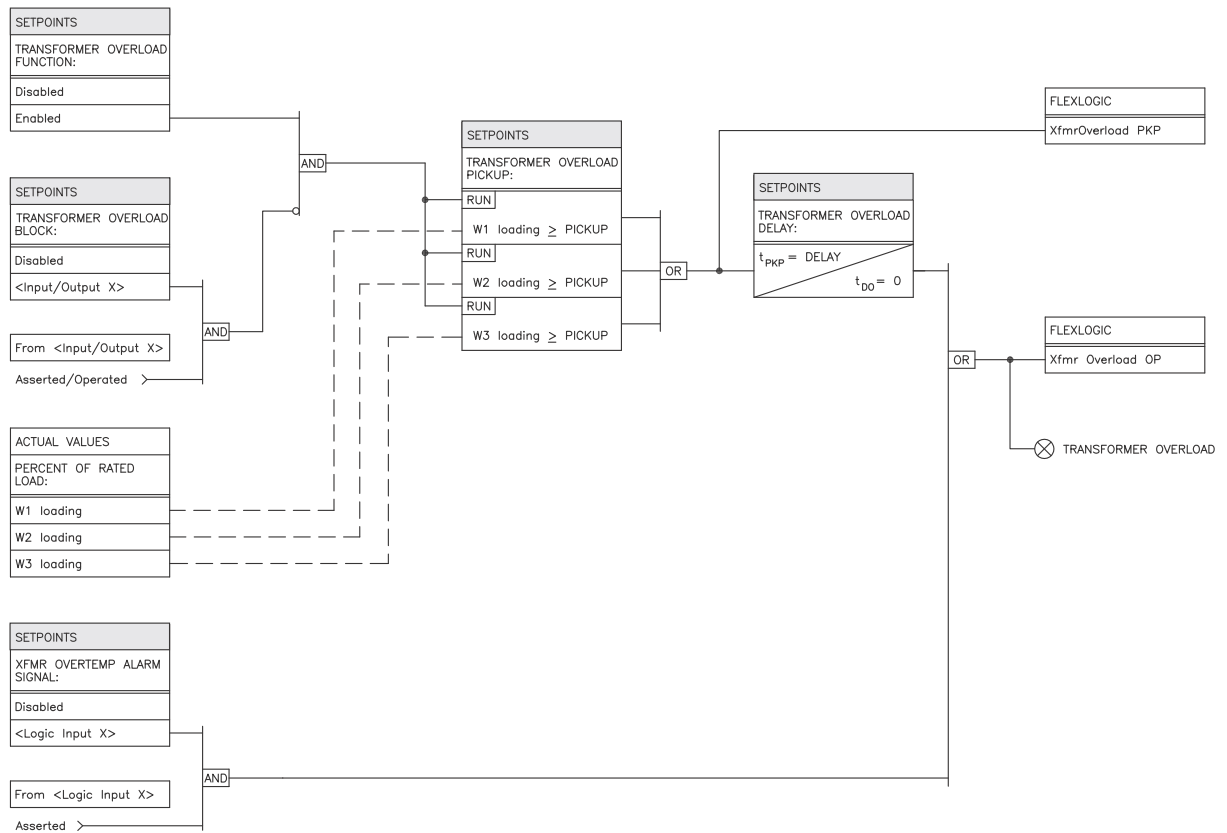 SETPOINTS
TRANSFORMER OVERLOAD
FUNCTION:
Disabled
Enabled
AND
SETPOINTS
TRANSFORMER OVERLOAD
BLOCK:
Disabled
<Input/Output X>
AND
From <Input/Output X>
Asserted/Operated
ACTUAL VALUES
PERCENT OF RATED
LOAD:
W1 loading
W2 loading
W3 loading
SETPOINTS
XFMR OVERTEMP ALARM
SIGNAL:
Disabled
<Logic Input X>
AND
From <Logic Input X>
Asserted
SETPOINTS
TRANSFORMER OVERLOAD
PICKUP:
RUN
W1 loading ≥ PICKUP
RUN
W2 loading ≥ PICKUP
RUN
W3 loading ≥ PICKUP
OR
SETPOINTS
TRANSFORMER OVERLOAD
DELAY:
tPKP = DELAY
tDO = 0
OR
FLEXLOGIC
XfmrOverload PKP
FLEXLOGIC
Xfmr Overload OP
TRANSFORMER OVERLOAD